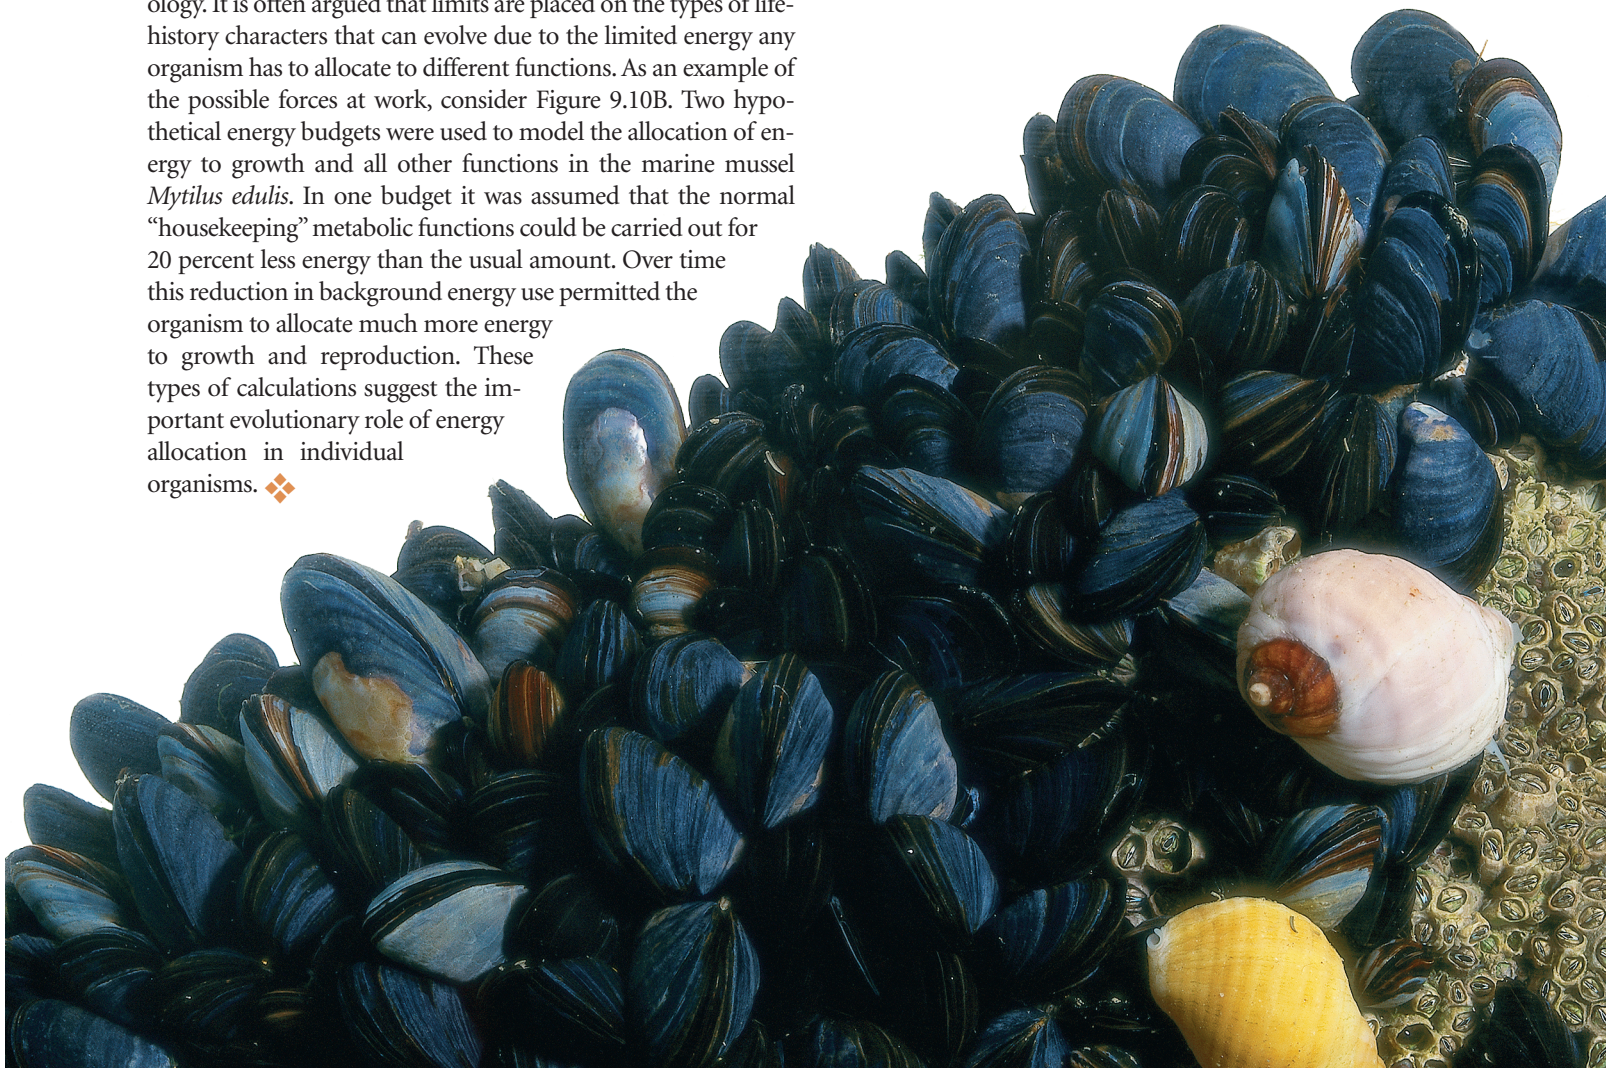 ology. It is often argued that limits are placed on the types of life-
history characters that can evolve due to the limited energy any
organism has to allocate to different functions. As an example of
the possible forces at work, consider Figure 9.10B. Two hypo-
thetical energy budgets were used to model the allocation of en-
ergy to growth and all other functions in the marine mussel
Mytilus edulis. In one budget it was assumed that the normal
“housekeeping” metabolic functions could be carried out for
20 percent less energy than the usual amount. Over time
this reduction in background energy use permitted the
organism to allocate much more energy
to growth and reproduction. These
types of calculations suggest the im-
portant evolutionary role of energy
allocation in individual
organisms.